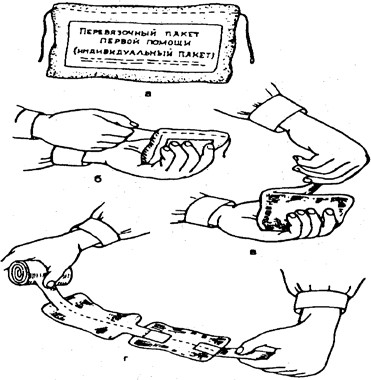 Перевязочный пакет
первой помощи
(индивидуальный пакет)
а
б
в
г